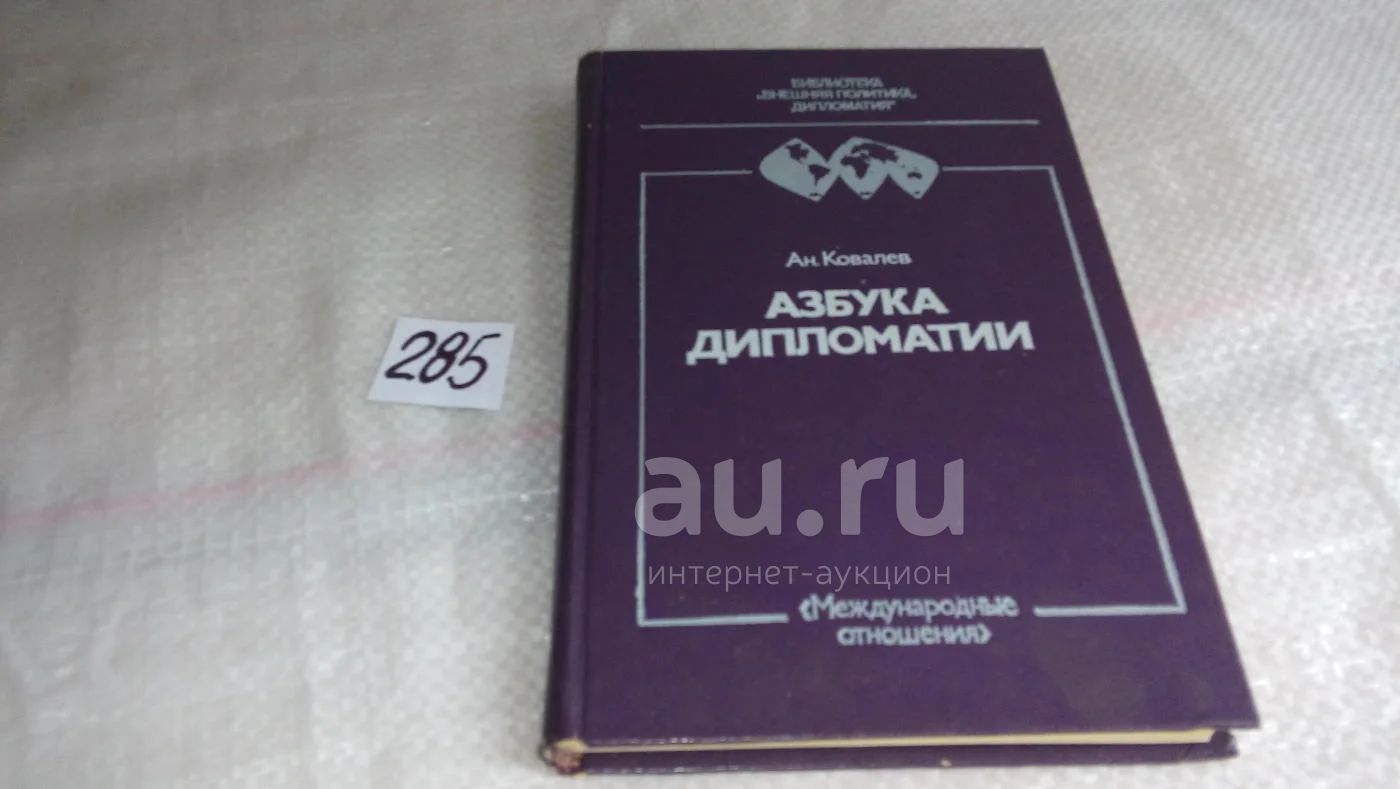 БИБЛИОТЕКА
„ВНЕШНЯЯ ПОЛИТИКА,
ДИПЛОМАТИЯ"
Ан. Ковалев
АЗБУКА
ДИПЛОМАТИИ
285
au.ru
интернет-аукцион
«Международные
отношения»